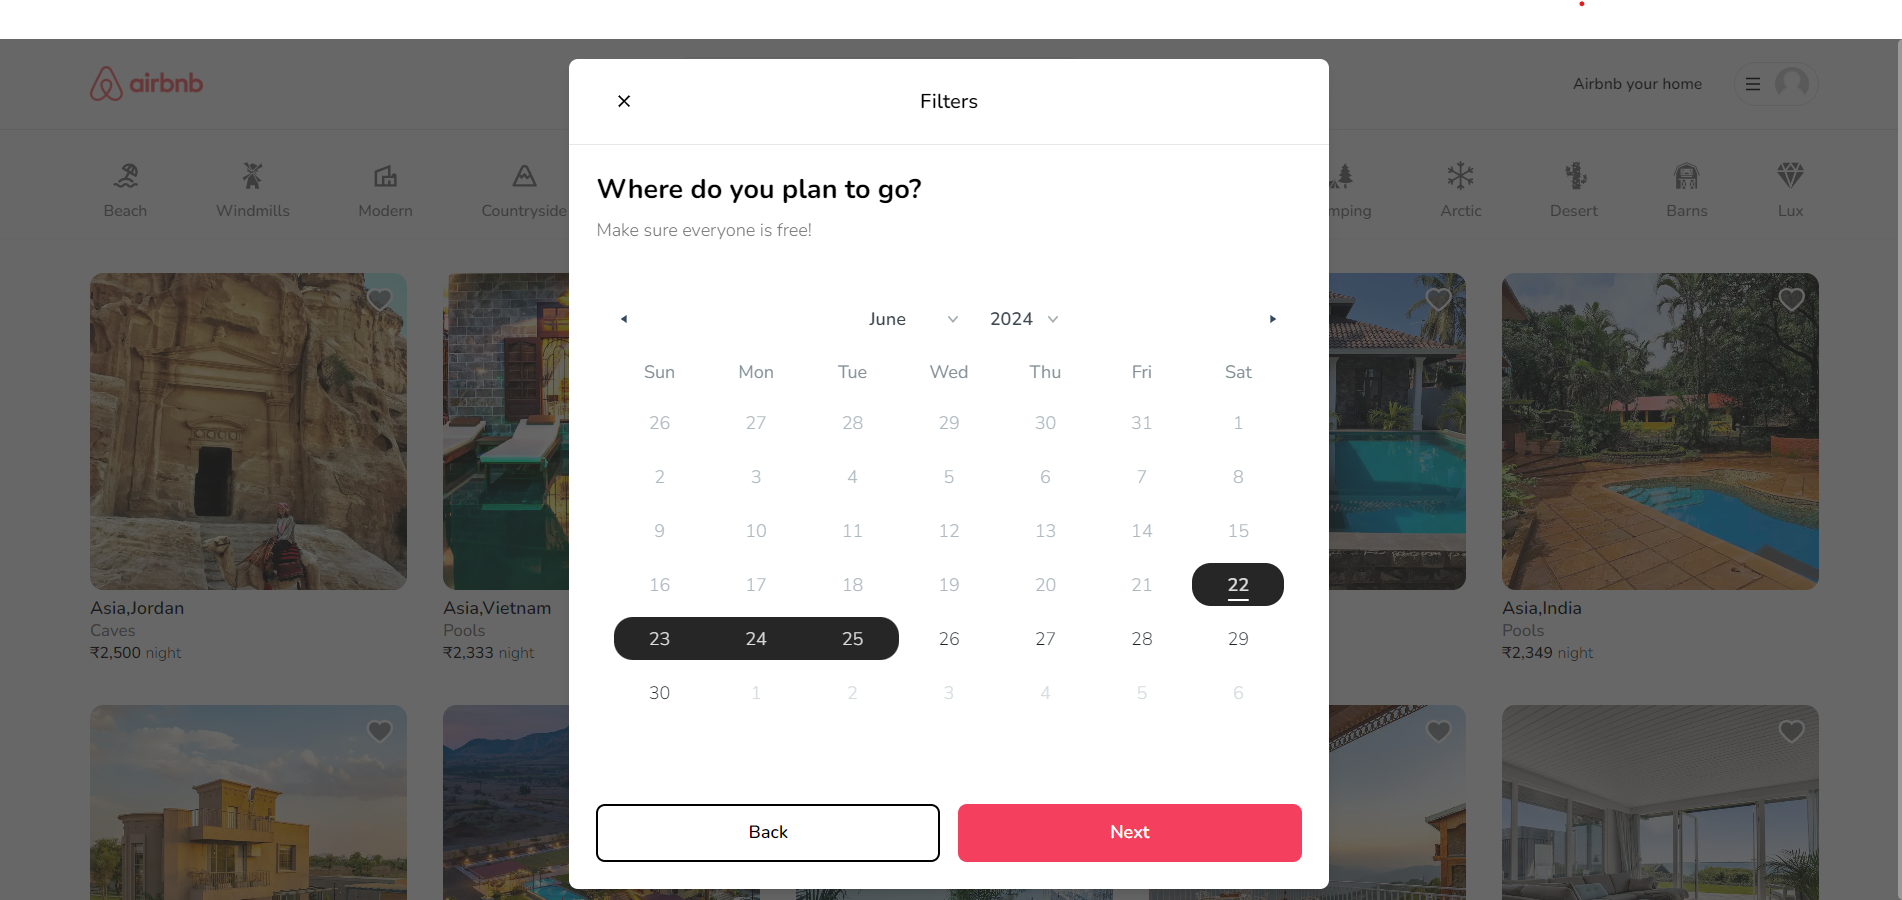 airbnb
Airbnb your home
Beach
Windmills
Modern
Countryside
mping
Arctic
Desert
Barns
Lux
Filters
Where do you plan to go?
Make sure everyone is free!
June 2024
Sun Mon Tue Wed Thu Fri Sat
26 27 28 29 30 31 1
2 3 4 5 6 7 8
9 10 11 12 13 14 15
16 17 18 19 20 21 22
23 24 25 26 27 28 29
30 1 2 3 4 5 6
Back
Next
Asia,Jordan
Caves
₹2,500 night
Asia,Vietnam
Pools
₹2,333 night
Asia,India
Pools
₹2,349 night